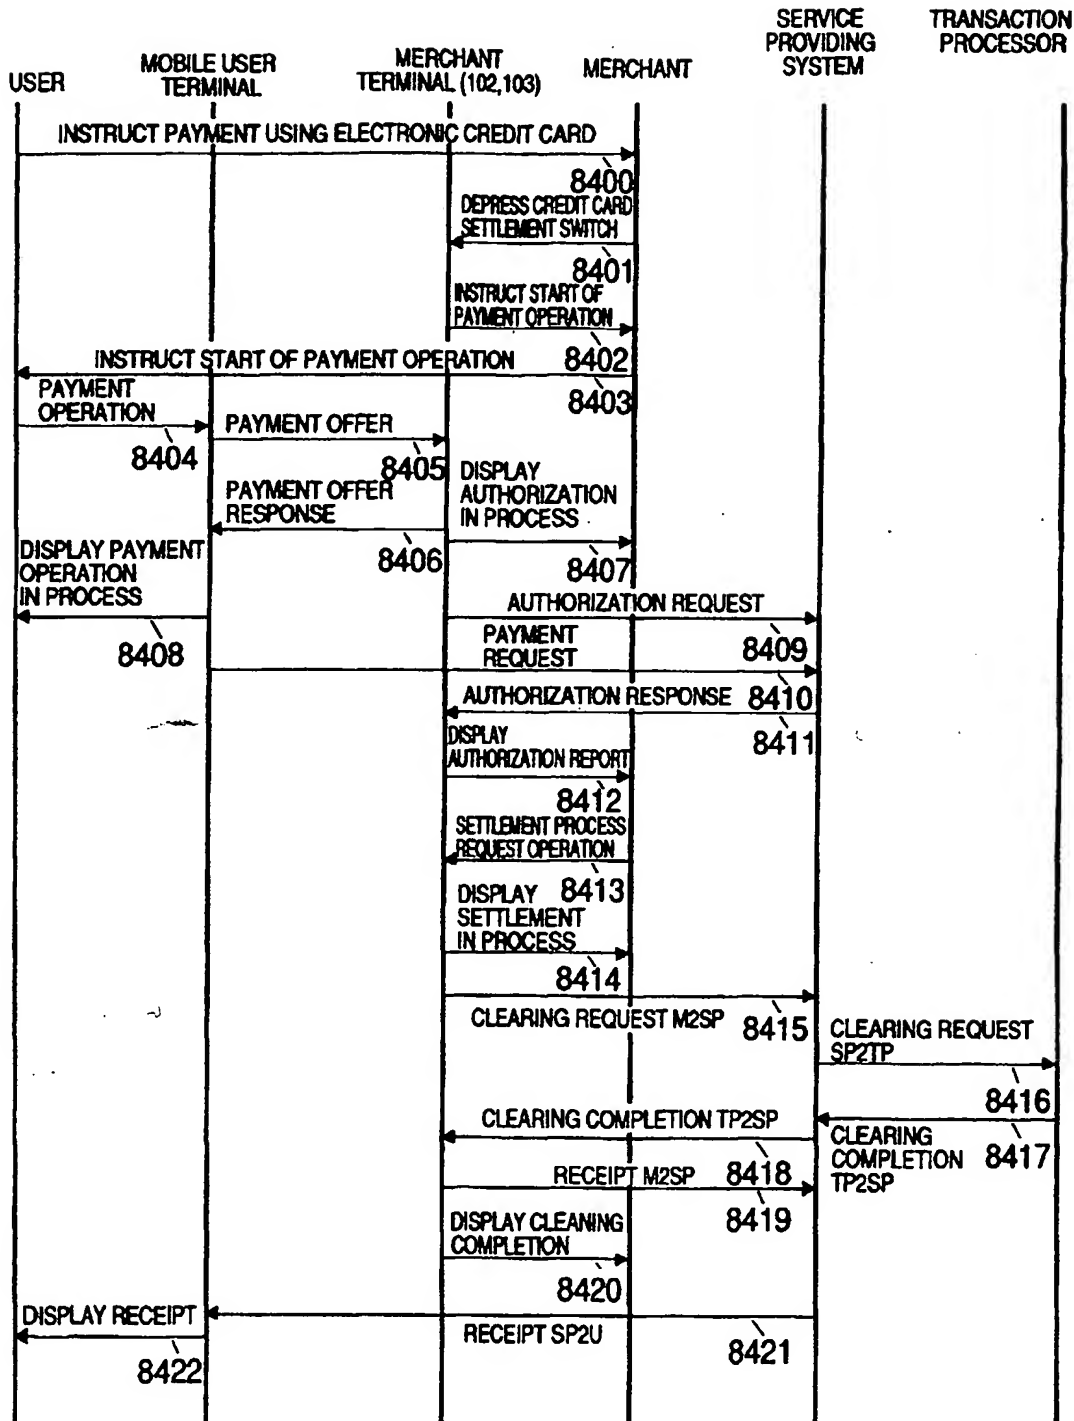 USER
MOBILE USER
TERMINAL
MERCHANT
TERMINAL (102,103)
MERCHANT
SERVICE
PROVIDING
SYSTEM
TRANSACTION
PROCESSOR
INSTRUCT PAYMENT USING ELECTRONIC CREDIT CARD
8400
DEPRESS CREDIT CARD
SETTLEMENT SWITCH
8401
INSTRUCT START OF
PAYMENT OPERATION
8402
INSTRUCT START OF PAYMENT OPERATION
8403
PAYMENT
OPERATION
8404
PAYMENT OFFER
8405
PAYMENT OFFER
RESPONSE
8406
DISPLAY
AUTHORIZATION
IN PROCESS
8407
DISPLAY PAYMENT
OPERATION
IN PROCESS
8408
AUTHORIZATION REQUEST
8409
PAYMENT
REQUEST
8410
AUTHORIZATION RESPONSE
8411
DISPLAY
AUTHORIZATION REPORT
8412
SETTLEMENT PROCESS
REQUEST OPERATION
8413
DISPLAY
SETTLEMENT
IN PROCESS
8414
CLEARING REQUEST M2SP
8415
CLEARING REQUEST
SP2TP
8416
CLEARING
COMPLETION
TP2SP
8417
CLEARING COMPLETION TP2SP
8418
RECEIPT M2SP
8419
DISPLAY CLEANING
COMPLETION
8420
RECEIPT SP2U
8421
DISPLAY RECEIPT
8422